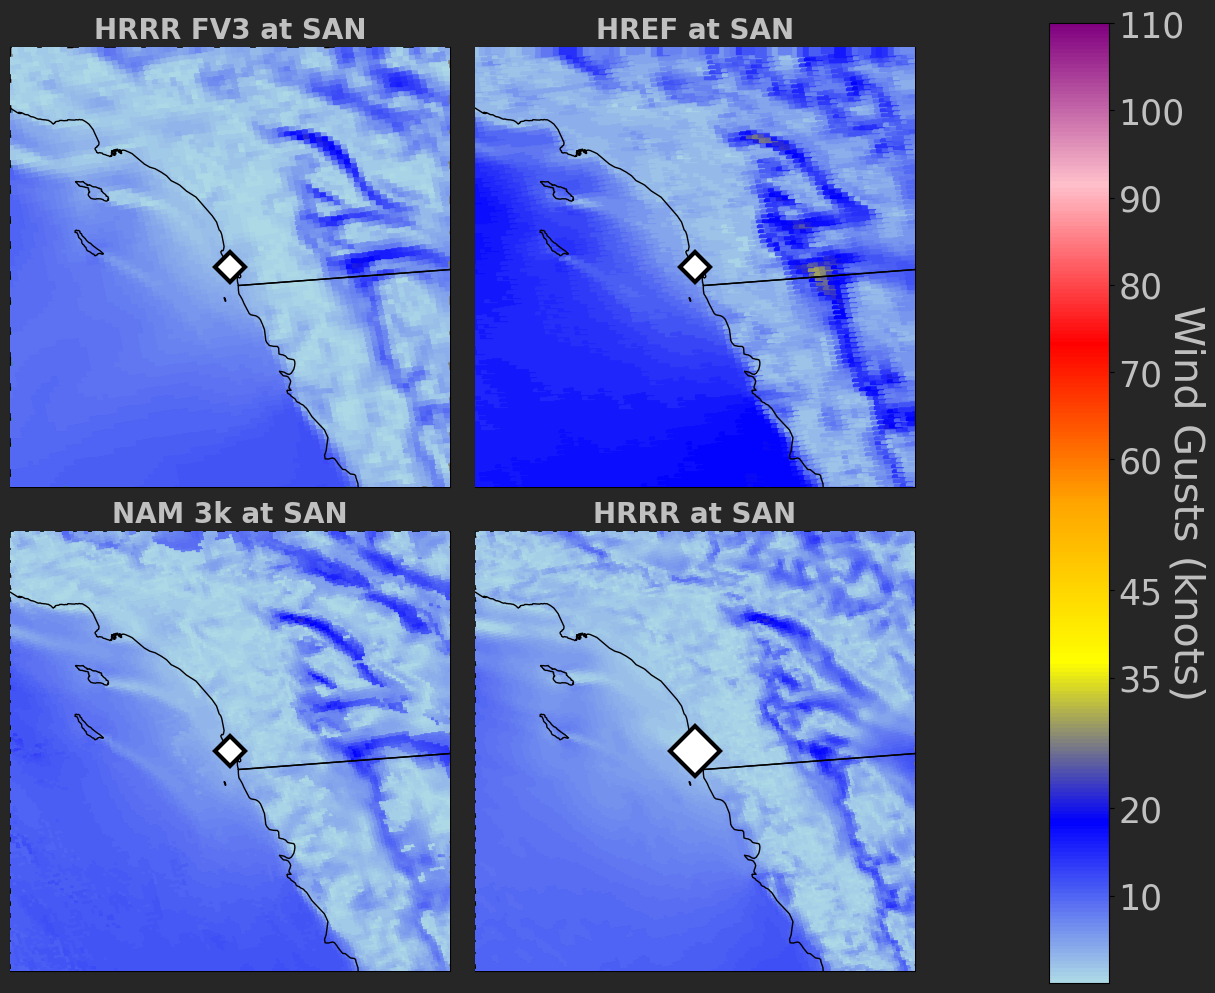 HRRR FV3 at SAN
HREF at SAN
NAM 3k at SAN
HRRR at SAN
110
100
90
80
70
60
45
35
20
10
Wind Gusts (knots)